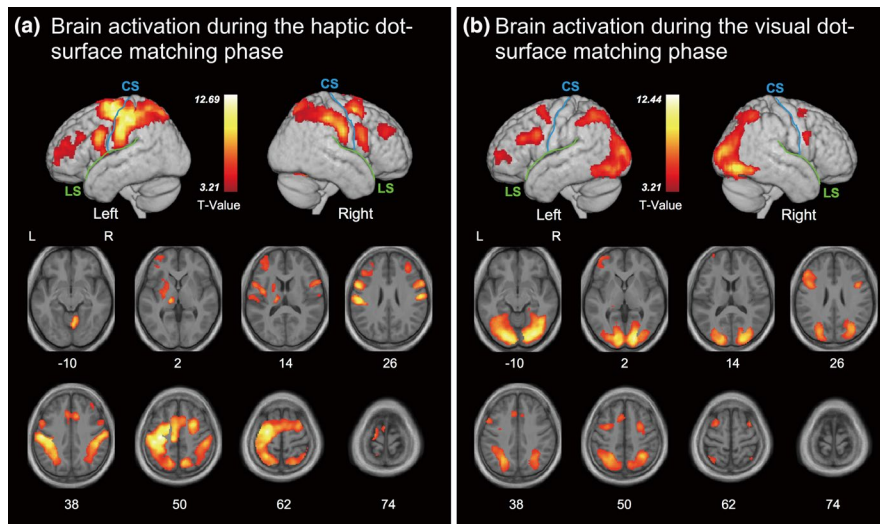 (a) Brain activation during the haptic dot-
surface matching phase
CS
12.69
3.21
T-Value
LS
LS
Left
Right
L
R
-10
2
14
26
38
50
62
74
(b) Brain activation during the visual dot-
surface matching phase
CS
12.44
3.21
T-Value
LS
LS
Left
Right
L
R
-10
2
14
26
38
50
62
74